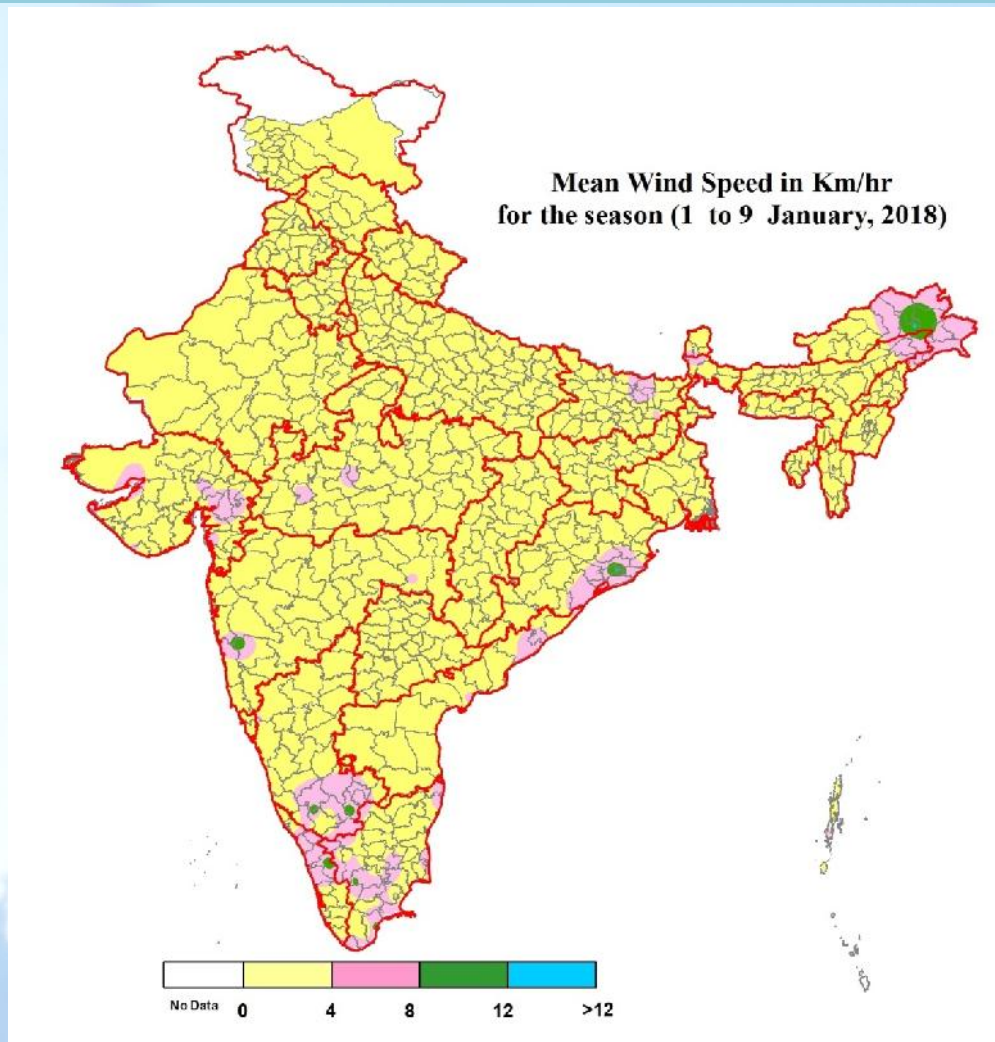 Mean Wind Speed in Km/hr
for the season (1 to 9 January, 2018)
No Data 0 4 8 12 >12